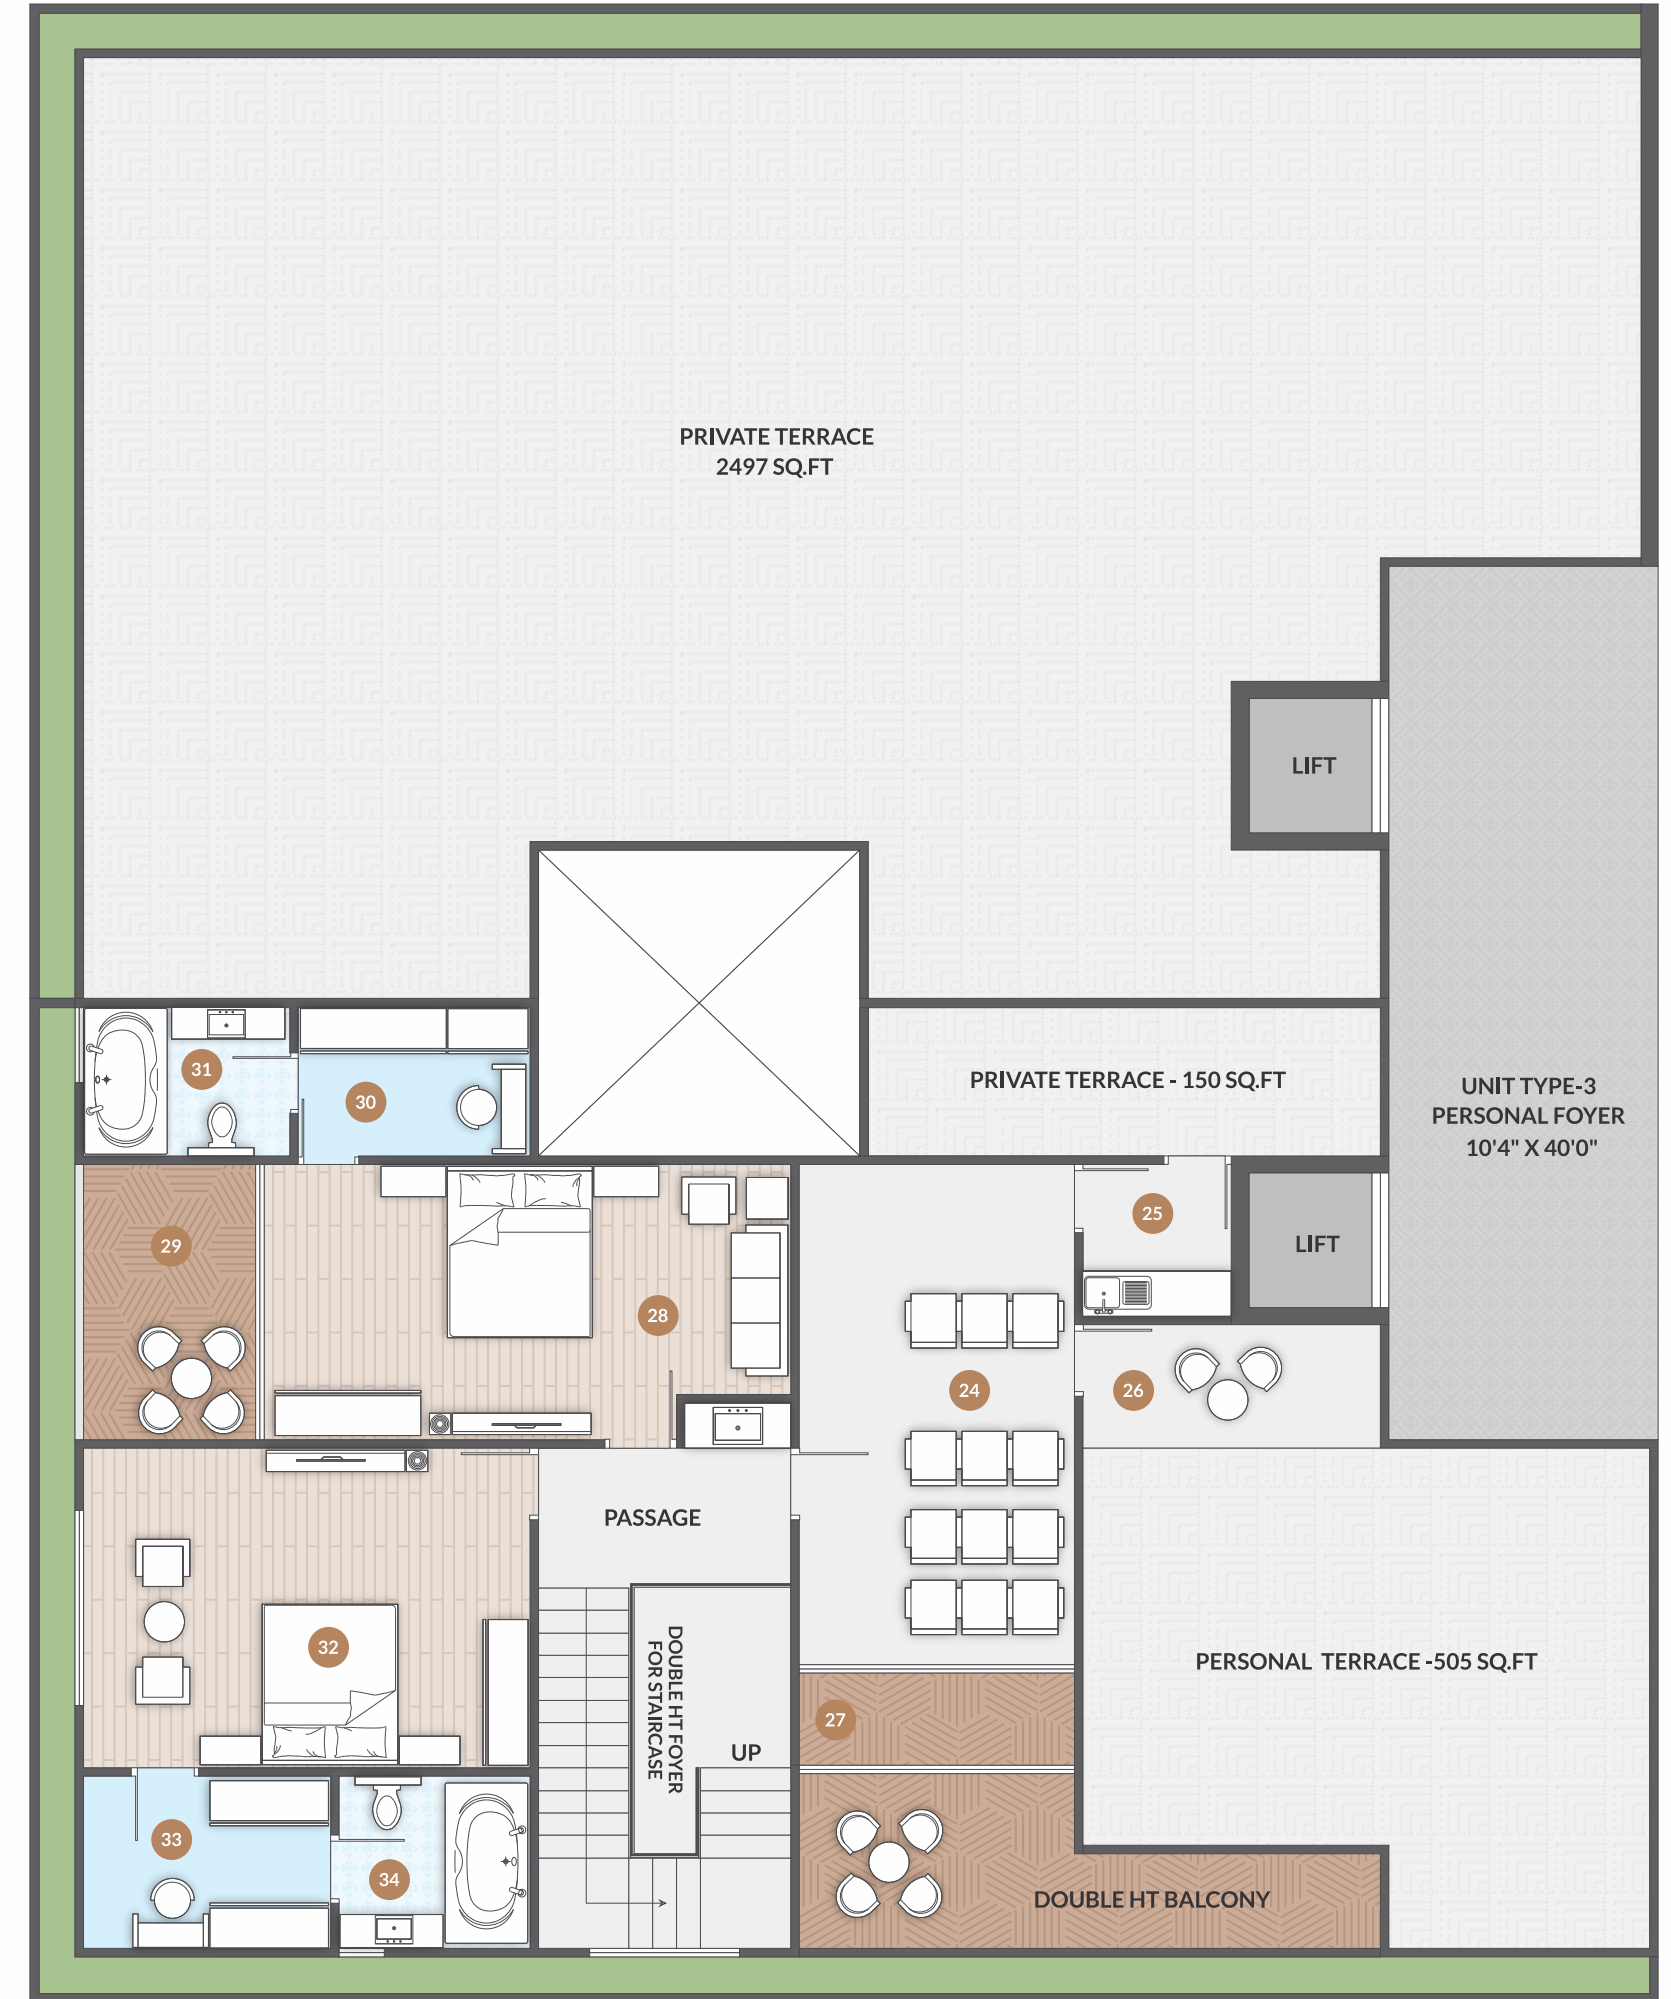 PRIVATE TERRACE
2497 SQ.FT
LIFT
31
30
PRIVATE TERRACE - 150 SQ.FT
UNIT TYPE-3
PERSONAL FOYER
10'4" X 40'0"
29
28
25
LIFT
24
26
PASSAGE
32
DOUBLE HT FOYER
FOR STAIRCASE
UP
27
PERSONAL TERRACE -505 SQ.FT
33
34
DOUBLE HT BALCONY